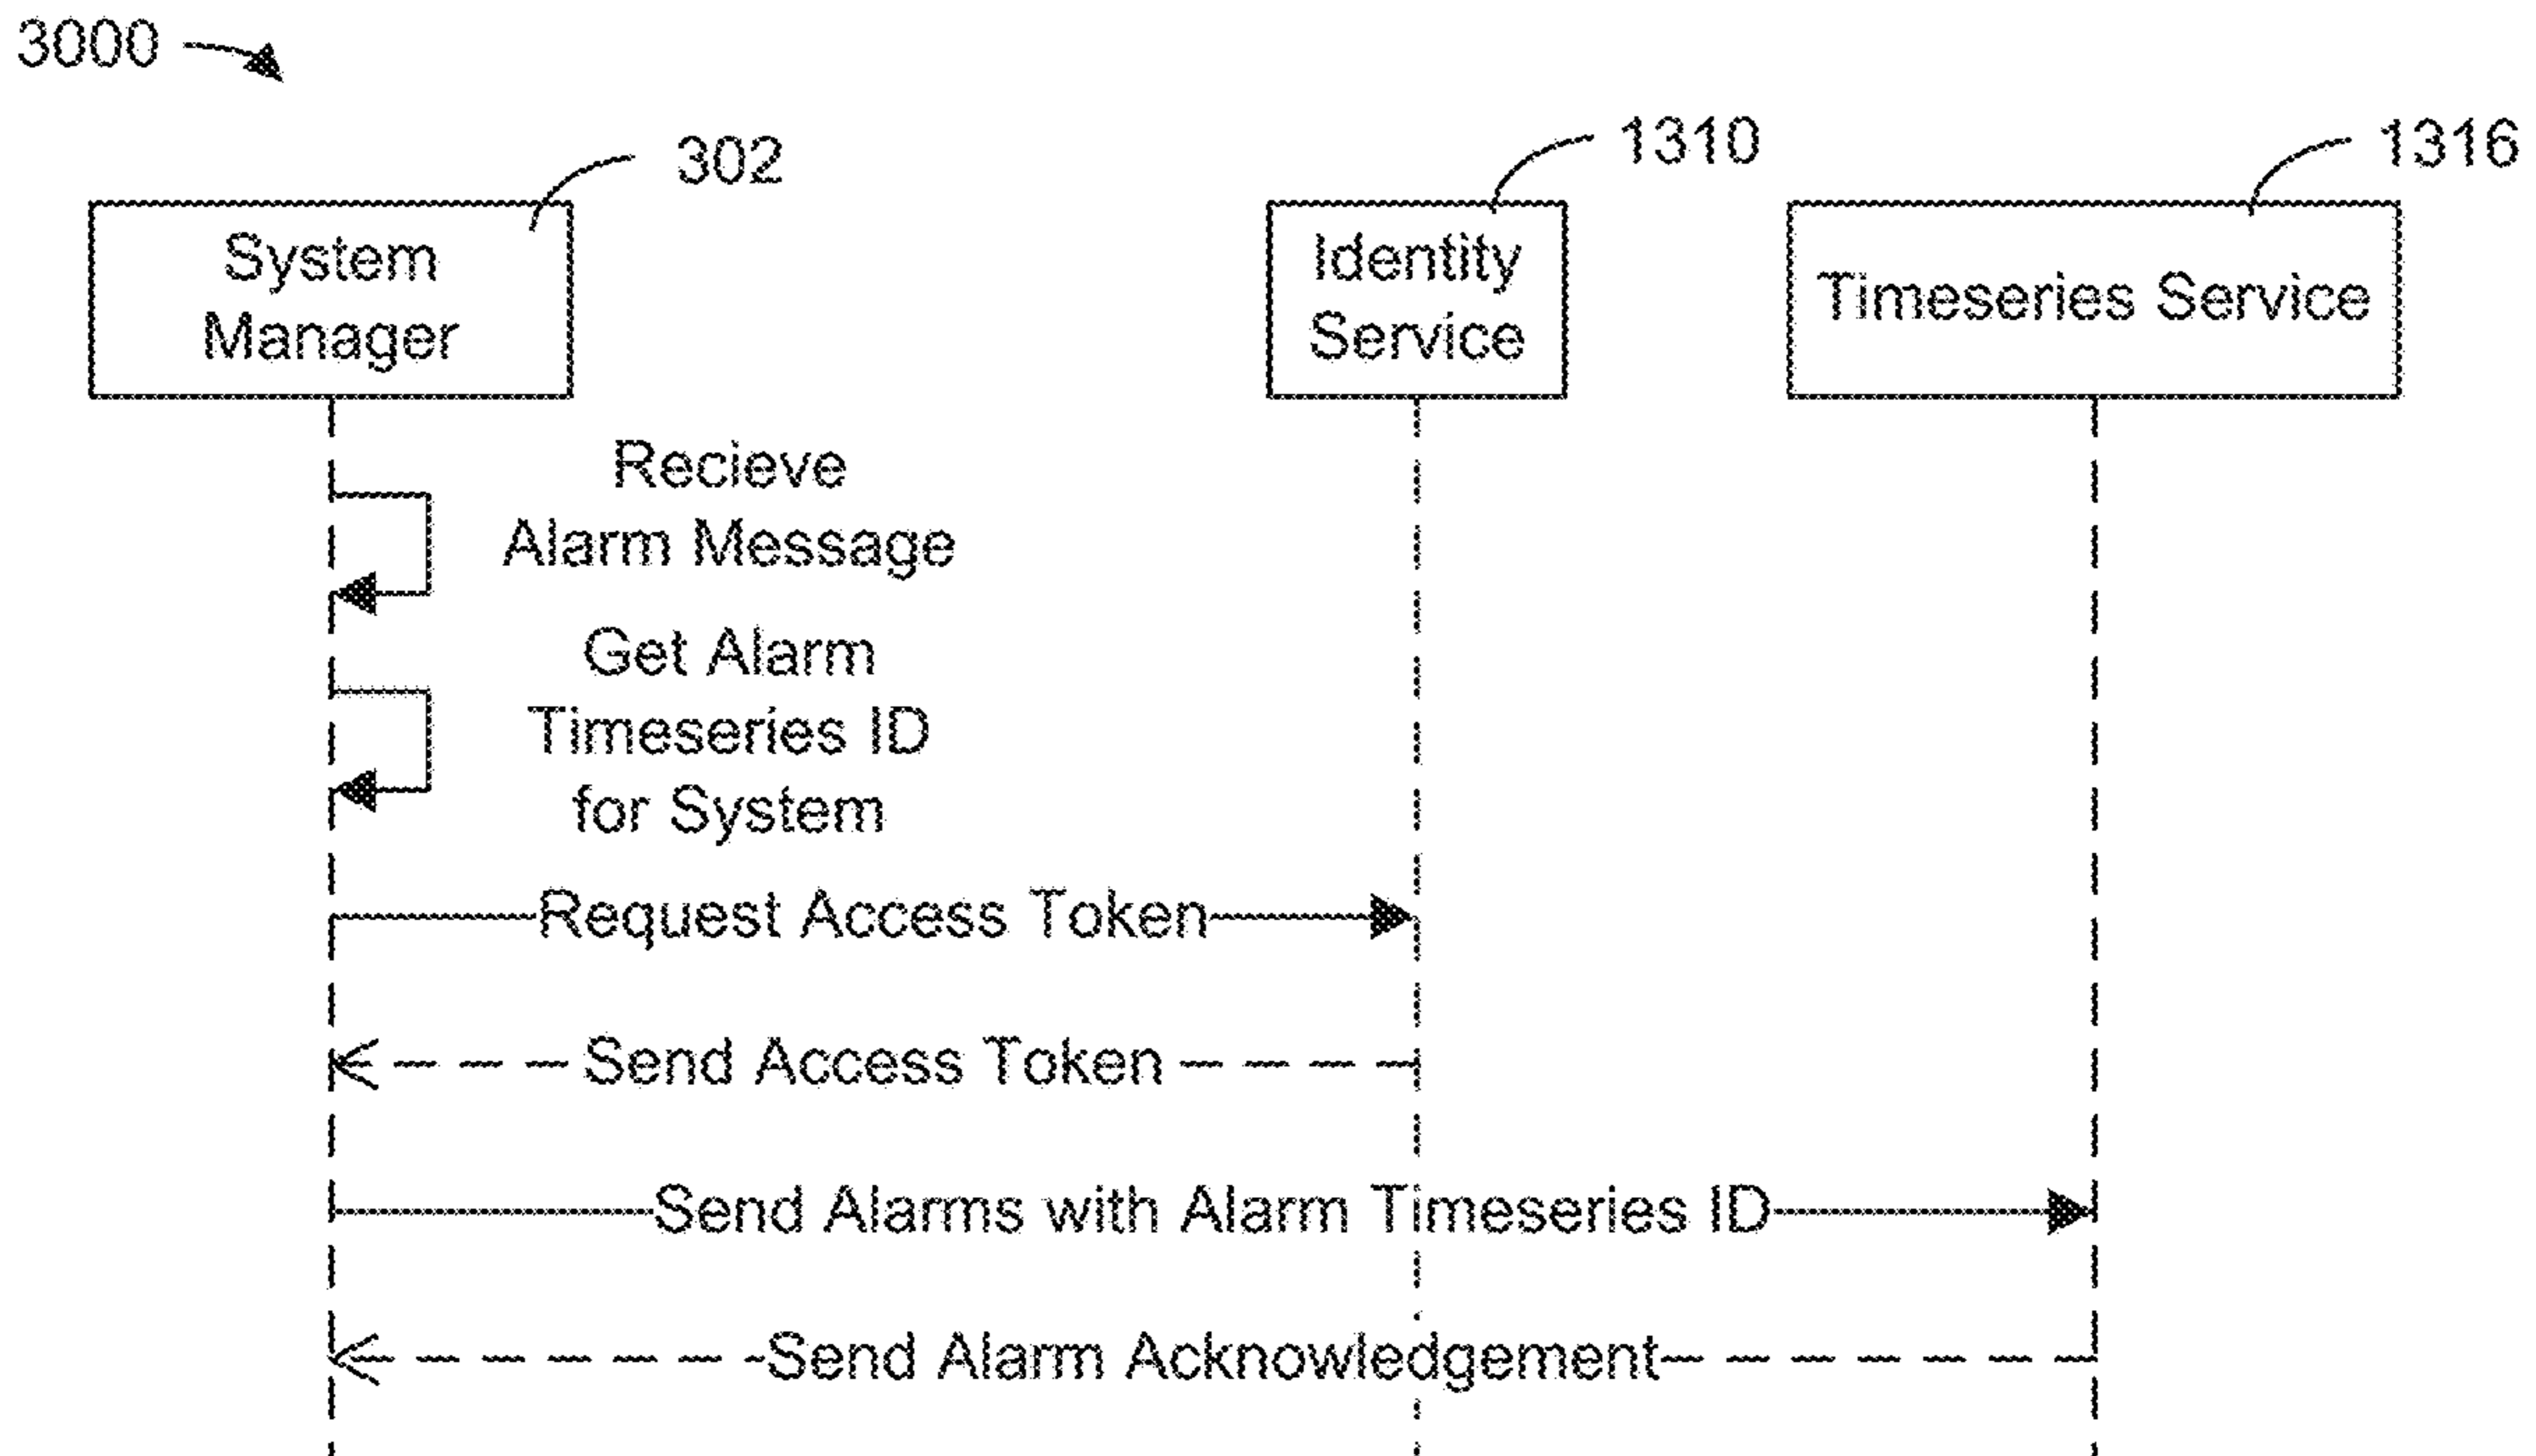 3000
302
1310
1316
System
Manager
Identity
Service
Timeseries Service
Recieve
Alarm Message
Get Alarm
Timeseries ID
for System
Request Access Token
Send Access Token
Send Alarms with Alarm Timeseries ID
Send Alarm Acknowledgement